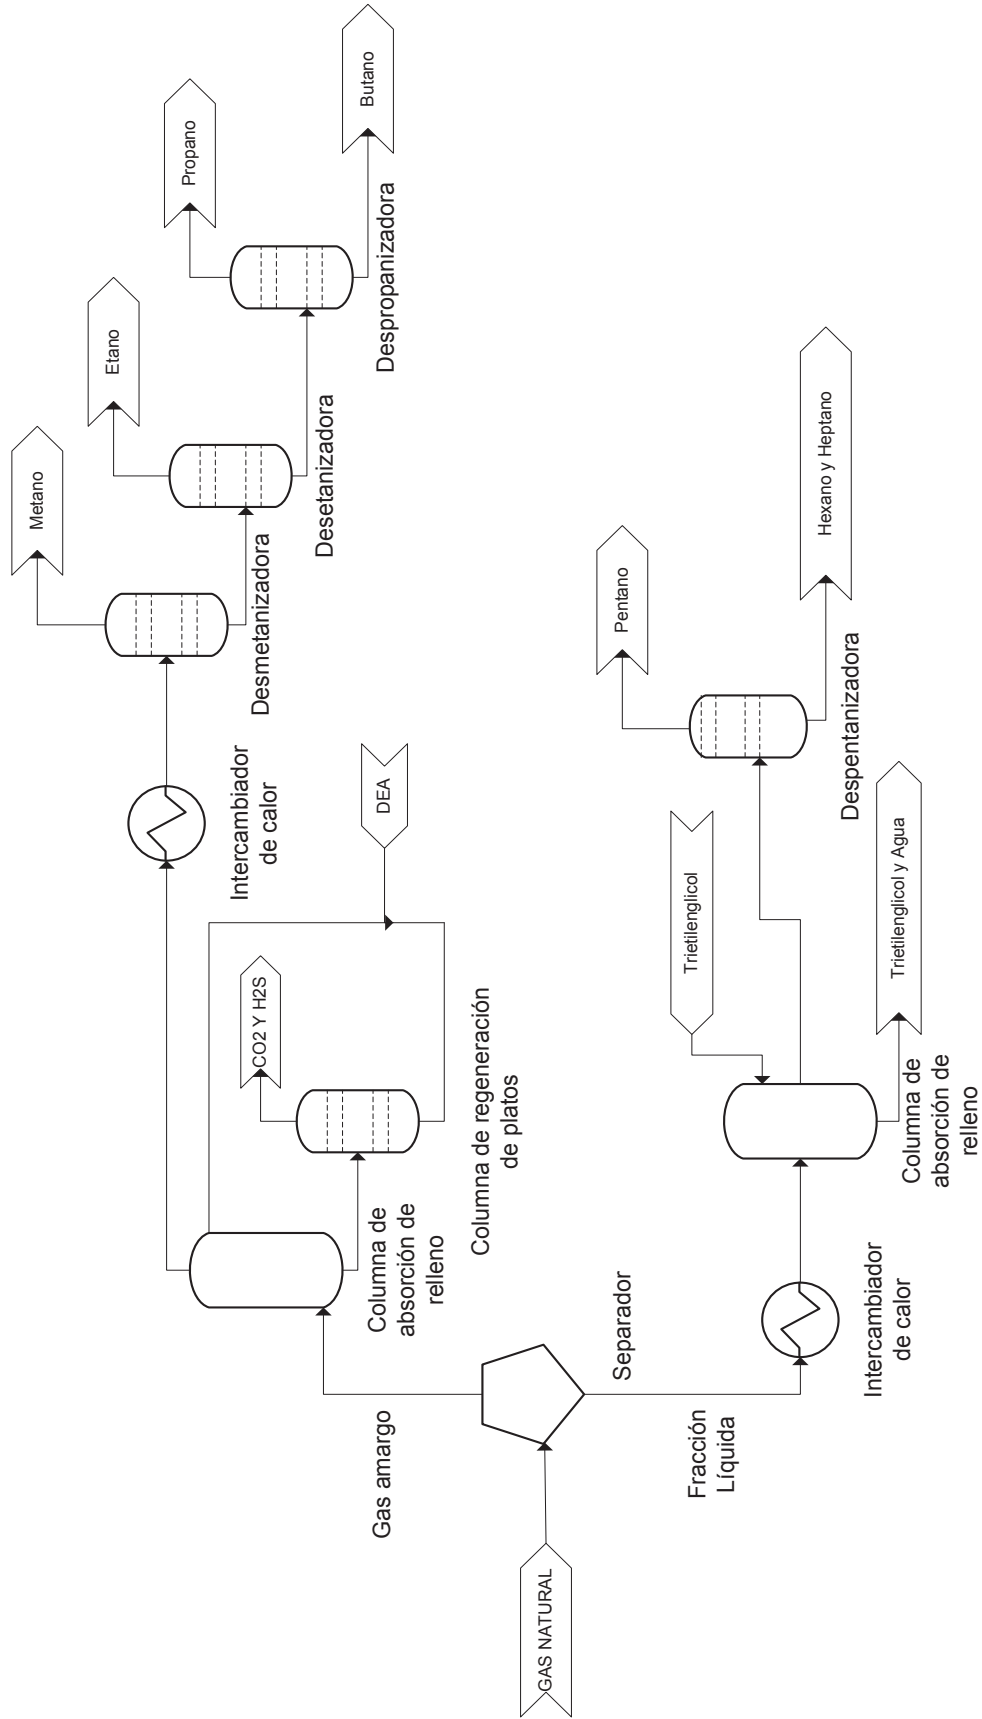 Metano
Etano
Propano
Butano
Desmetanizadora
Desetanizadora
Despropanizadora
Intercambiador
de calor
DEA
CO2 Y H2S
Columna de regeneración
de platos
Columna de
absorción de
relleno
Gas amargo
GAS NATURAL
Separador
Fracción
Líquida
Intercambiador
de calor
Columna de
absorción de
relleno
Trietilenglicol
Trietilenglicol y Agua
Despentanizadora
Pentano
Hexano y Heptano